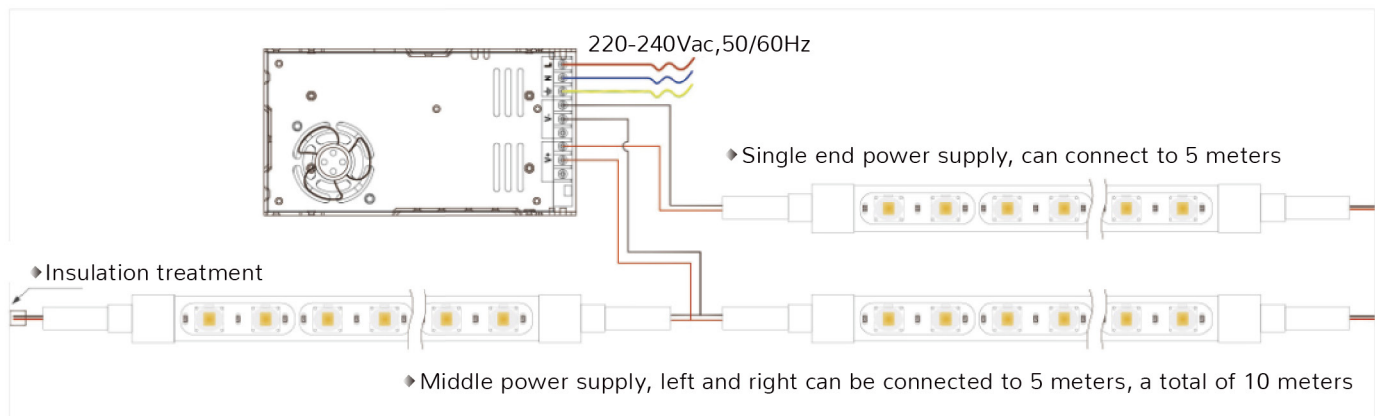 220-240Vac,50/60Hz
L
N
V-
V+
Single end power supply, can connect to 5 meters
Insulation treatment
Middle power supply, left and right can be connected to 5 meters, a total of 10 meters